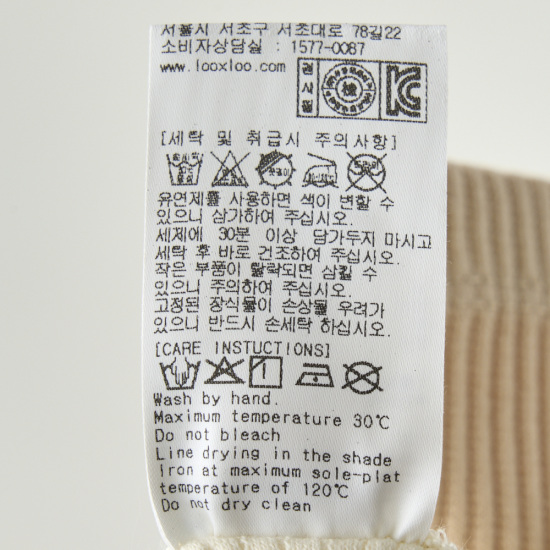 서울시 서초구 서초대로 78길22
소비자상담실 : 1577-0087
www.looxloo.com
검사필
[세탁 및 취급시 주의사항]
유연제를 사용하면 색이 변할 수
있으니 삼가하여 주십시오.
세제에 30분 이상 담가두지 마시고
세탁 후 바로 건조하여 주십시오.
작은 부품이 탈락되면 삼킬 수
있으니 주의하여 주십시오.
고정된 장식물이 손상될 우려가
있으니 반드시 손세탁 하십시오.
[CARE INSTUCTIONS]
Wash by hand.
Maximum temperature 30℃
Do not bleach
Line drying in the shade
Iron at maximum sole-plat
temperature of 120℃
Do not dry clean